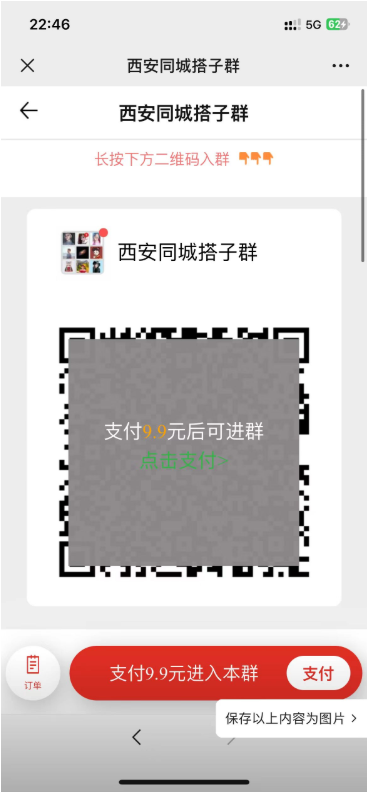 22:46
5G 62
西安同城搭子群
西安同城搭子群
长按下方二维码入群
西安同城搭子群
支付9.9元后可进群
点击支付>
订单
支付9.9元进入本群
支付
保存以上内容为图片